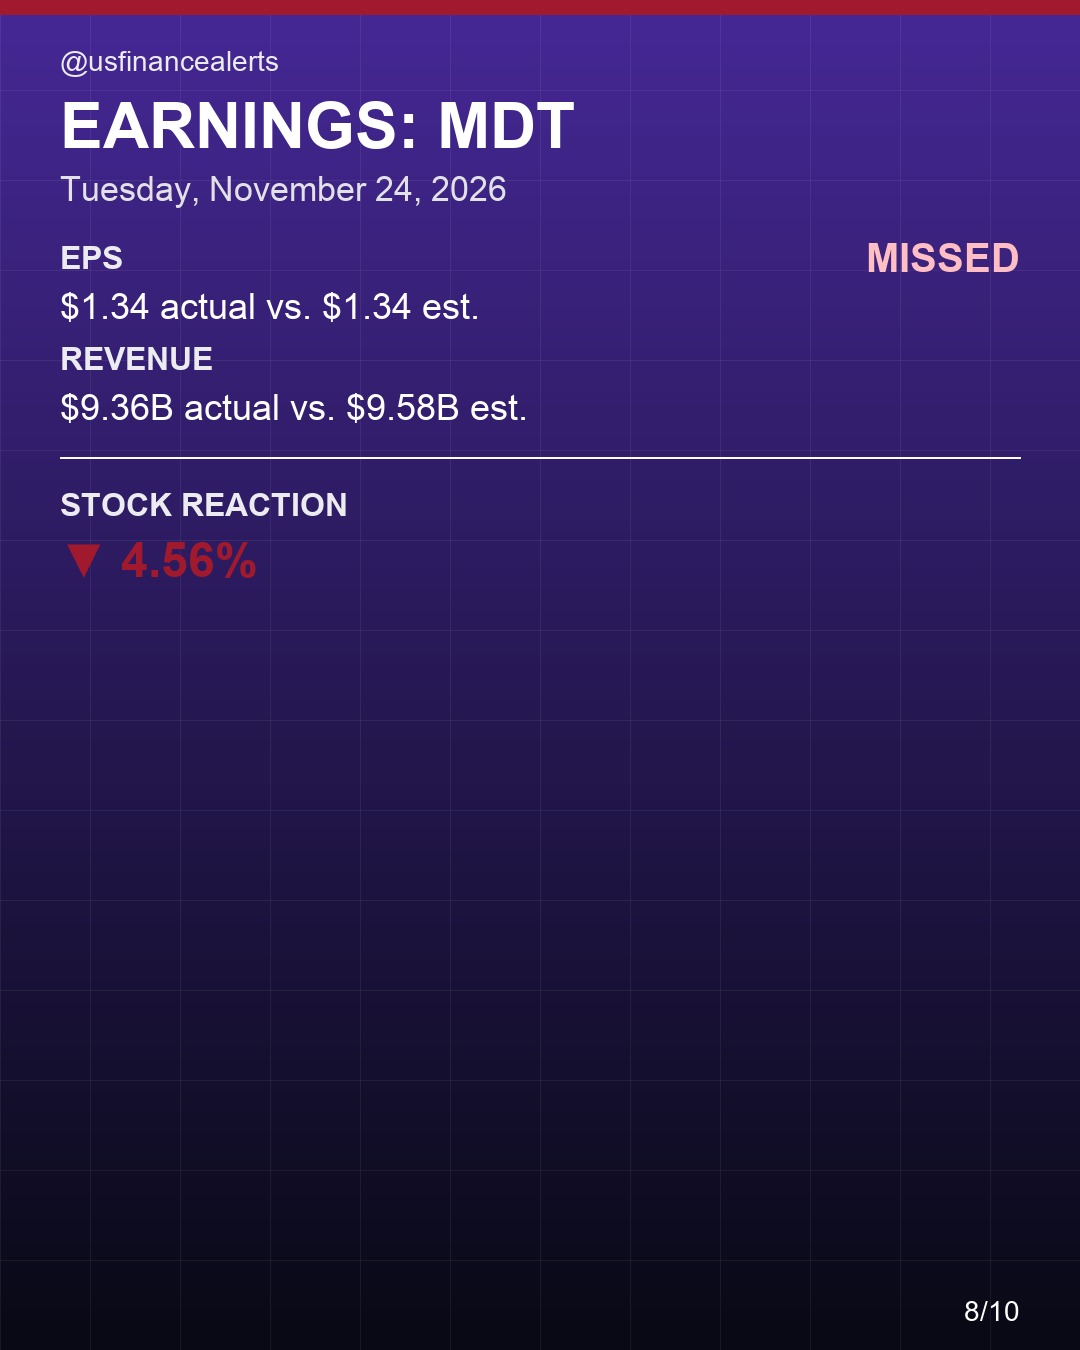 @usfinancealerts
EARNINGS: MDT
Tuesday, November 24, 2026
EPS
MISSED
$1.34 actual vs. $1.34 est.
REVENUE
$9.36B actual vs. $9.58B est.
STOCK REACTION
▼ 4.56%
8/10